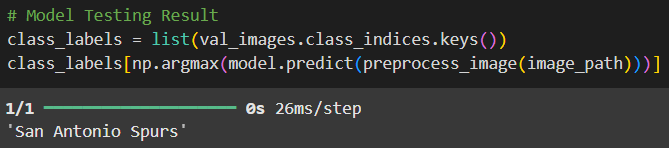 # Model Testing Result
class_labels = list(val_images.class_indices.keys())
class_labels[np.argmax(model.predict(preprocess_image(image_path)))]
1/1 ━━━━━━━━━━━━━━━━━━━━ 0s 26ms/step
'San Antonio Spurs'